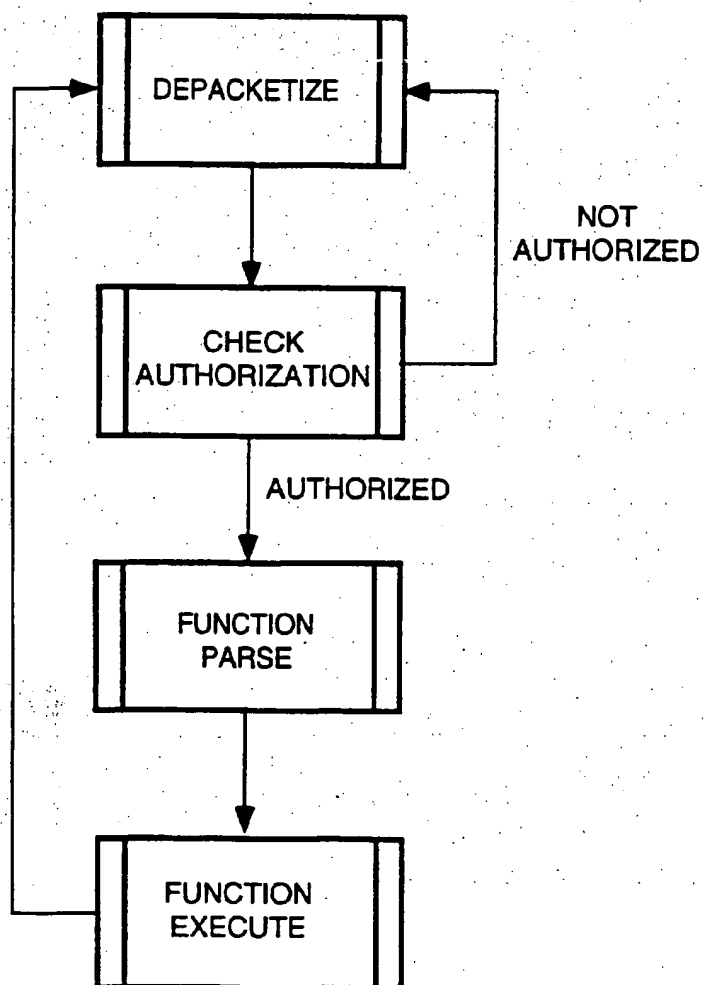 DEPACKETIZE
NOT
AUTHORIZED
CHECK
AUTHORIZATION
AUTHORIZED
FUNCTION
PARSE
FUNCTION
EXECUTE